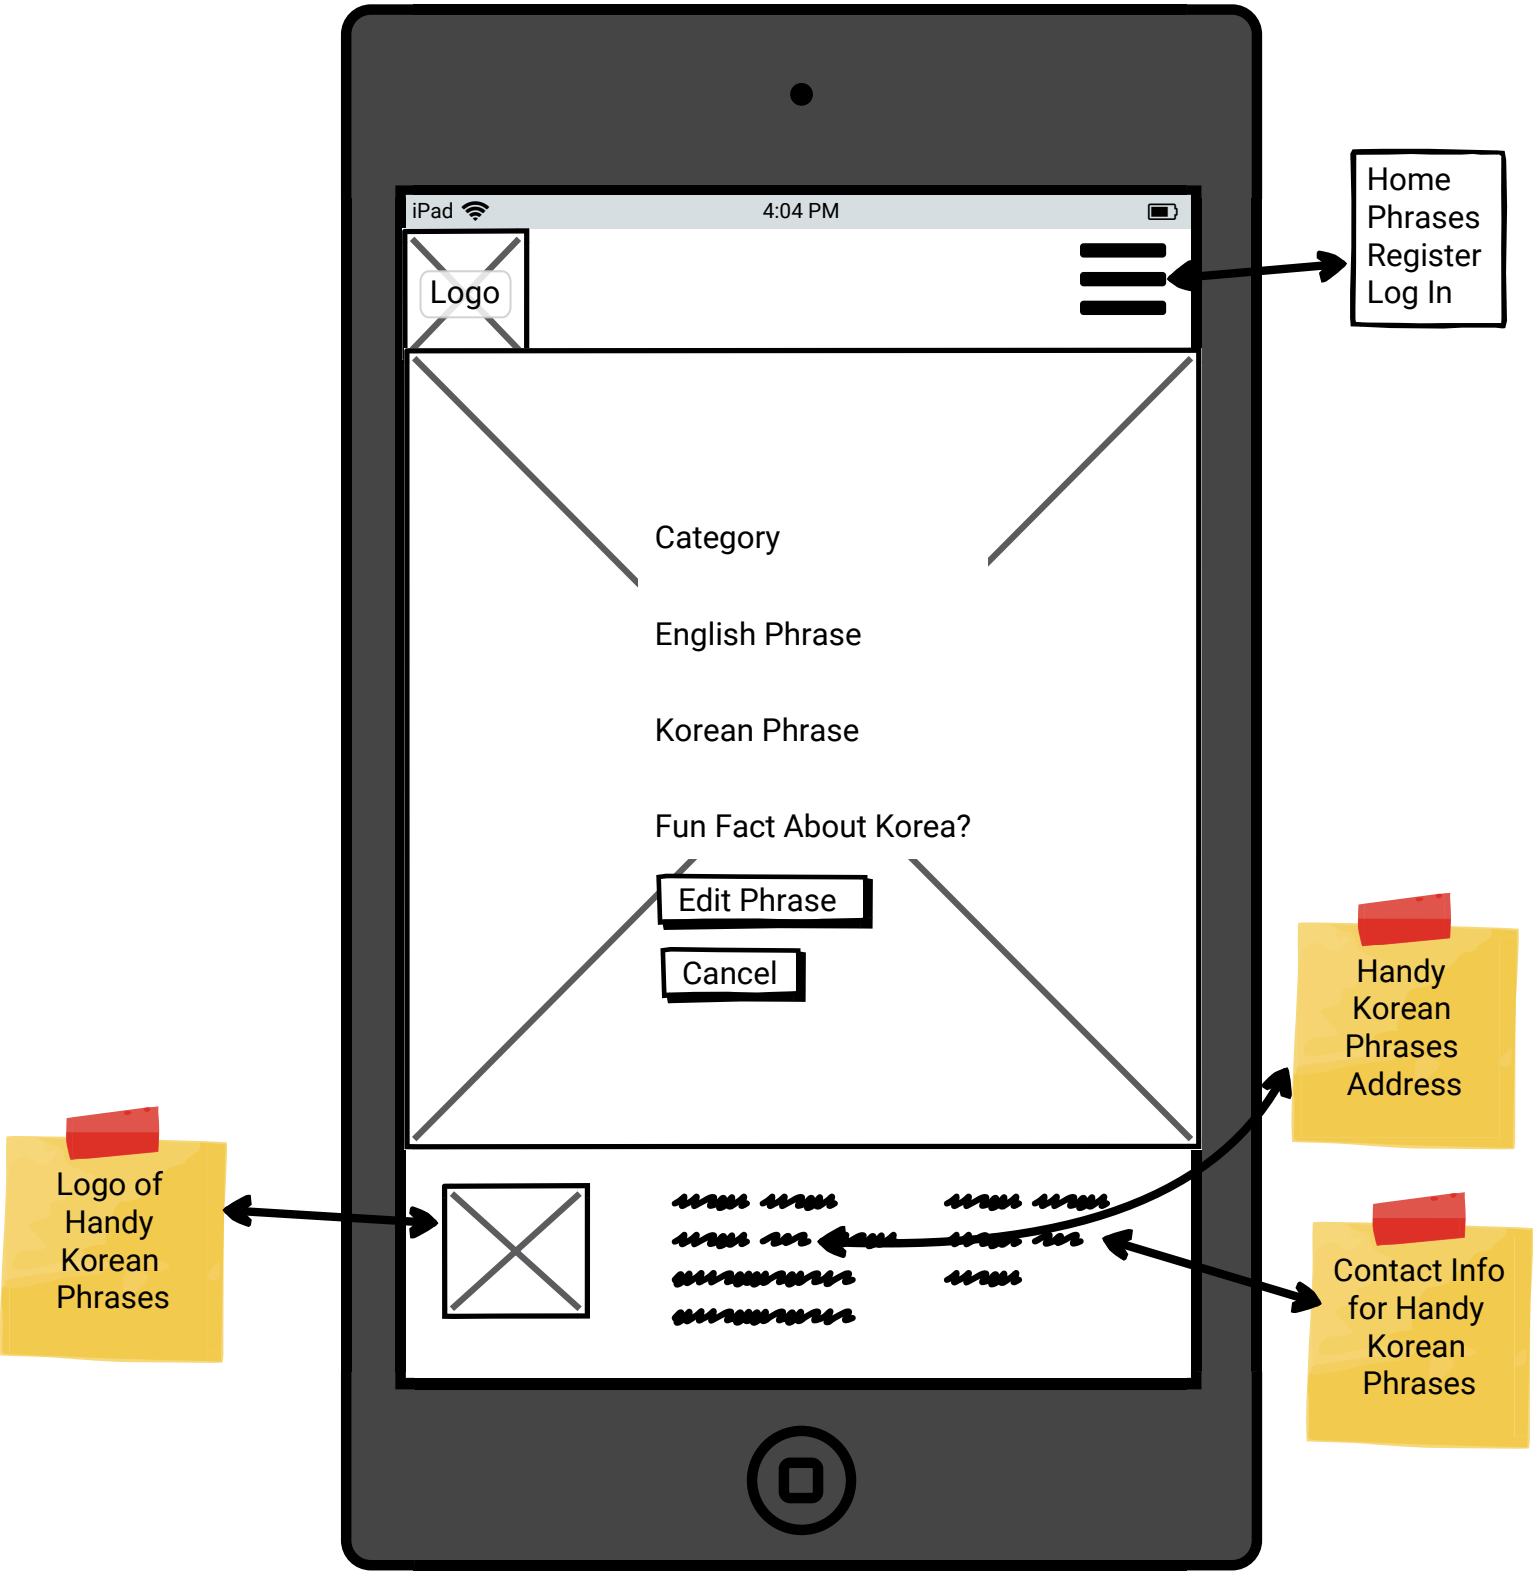 iPad
4:04 PM
Logo
Home
Phrases
Register
Log In
Category
English Phrase
Korean Phrase
Fun Fact About Korea?
Edit Phrase
Cancel
Handy
Korean
Phrases
Address
Logo of
Handy
Korean
Phrases
Contact Info
for Handy
Korean
Phrases